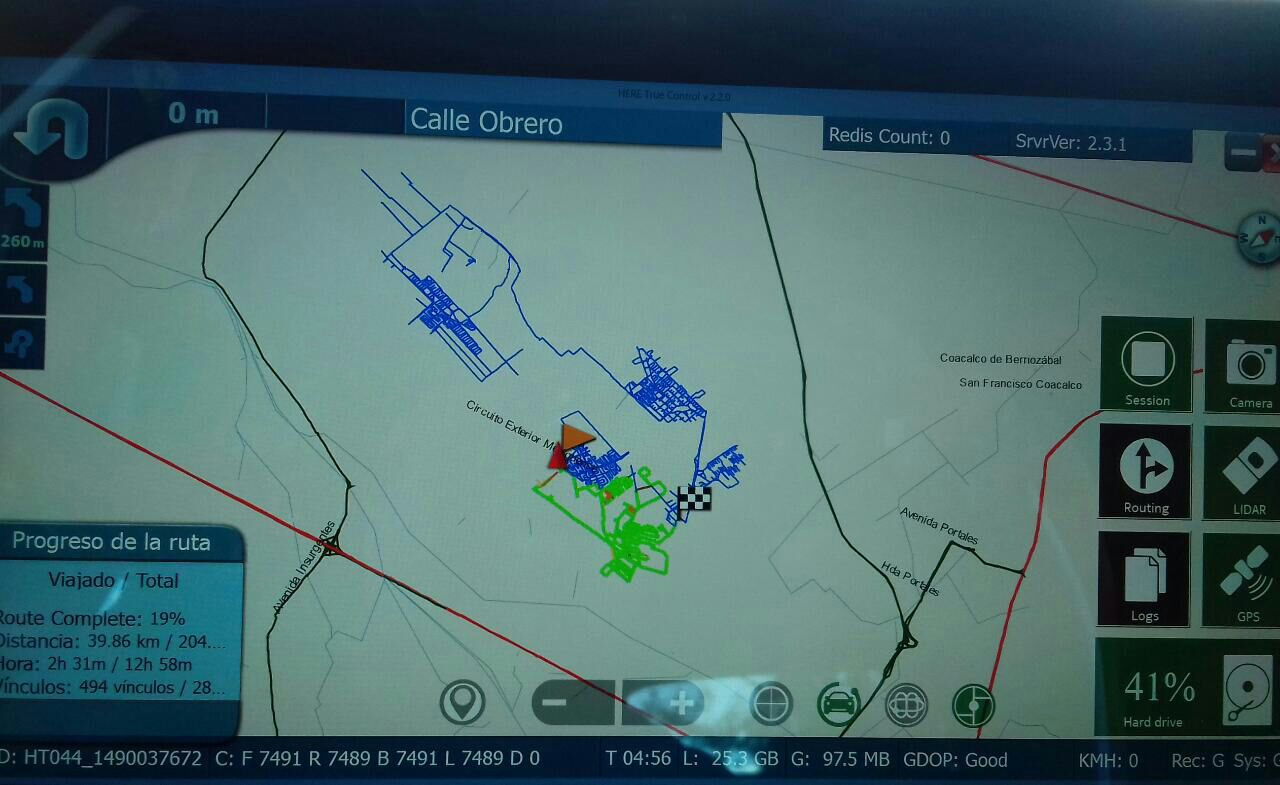 HERE True Control v.2.2.0
0 m
Calle Obrero
Redis Count: 0
SrvrVer: 2.3.1
260 m
N
W
S
Coacalco de Berriozábal
San Francisco Coacalco
Circuito Exterior
Avenida Insurgentes
Avenida Portales
Hda Portales
Session
Camera
Routing
LIDAR
Logs
GPS
41%
Hard drive
Progreso de la ruta
Viajado / Total
Route Complete: 19%
Distancia: 39.86 km / 204....
Hora: 2h 31m / 12h 58m
Vínculos: 494 vínculos / 28...
D: HT044_1490037672 C: F 7491 R 7489 B 7491 L 7489 D 0 T 04:56 L: 25.3 GB G: 97.5 MB GDOP: Good KMH: 0 Rec: G Sys: G